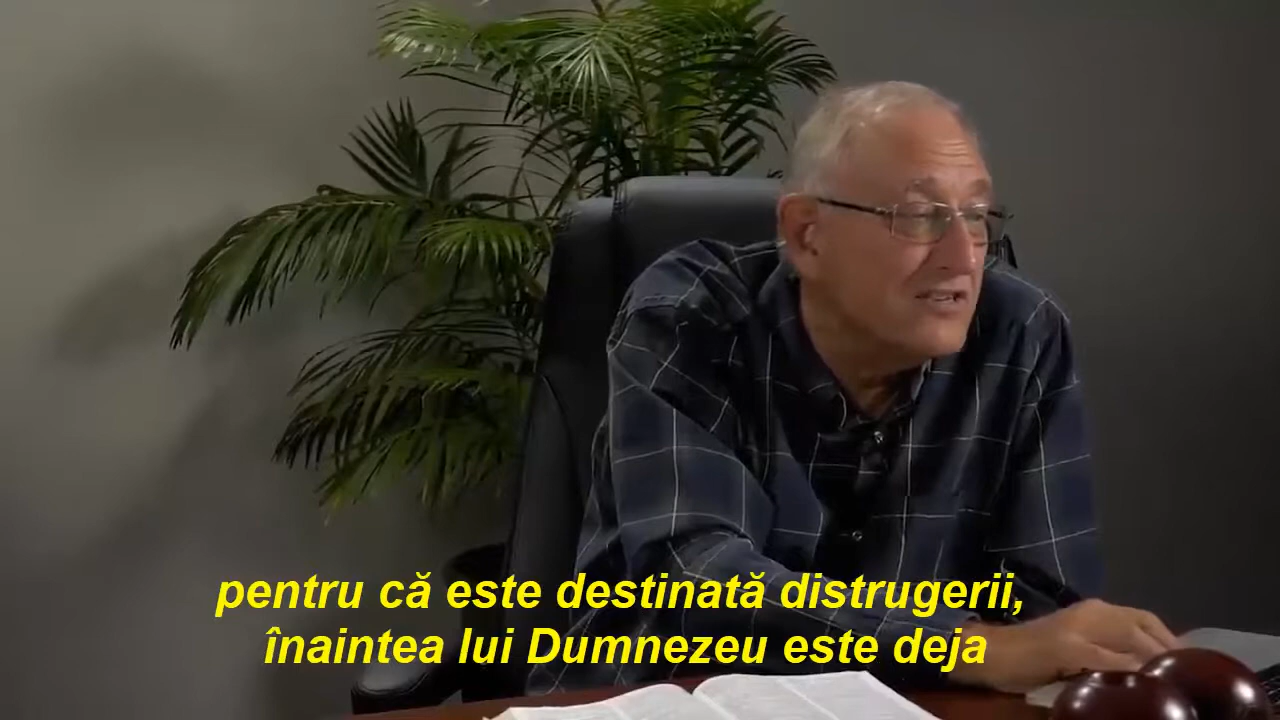 pentru că este destinată distrugerii,
înaintea lui Dumnezeu este deja